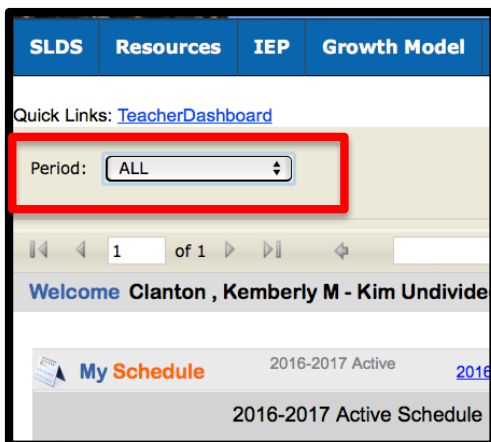 SLDS Resources IEP Growth Model
Quick Links: TeacherDashboard
Period: ALL
1 of 1
Welcome Clanton , Kemberly M - Kim Undivide
My Schedule 2016-2017 Active 2016
2016-2017 Active Schedule